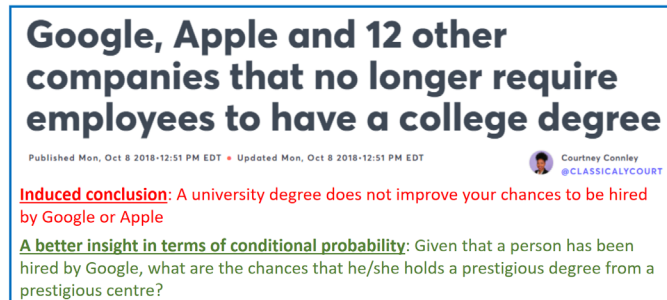 Google, Apple and 12 other
companies that no longer require
employees to have a college degree
Published Mon, Oct 8 2018•12:51 PM EDT • Updated Mon, Oct 8 2018•12:51 PM EDT
Courtney Connley
@CLASSICALYCOURT
Induced conclusion: A university degree does not improve your chances to be hired
by Google or Apple
A better insight in terms of conditional probability: Given that a person has been
hired by Google, what are the chances that he/she holds a prestigious degree from a
prestigious centre?